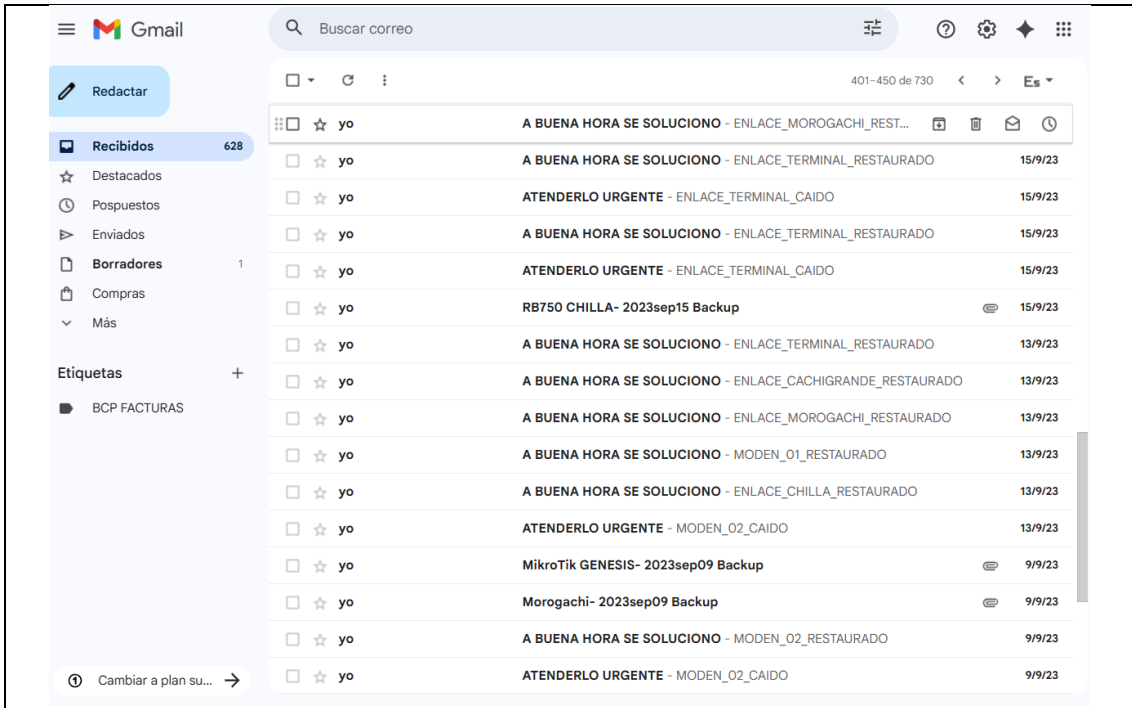 Gmail
Buscar correo
Redactar
401–450 de 730
Es
Recibidos 628
Destacados
Pospuestos
Enviados
Borradores 1
Compras
Más
Etiquetas
BCP FACTURAS
Cambiar a plan su...
yo A BUENA HORA SE SOLUCIONO - ENLACE_MOROGACHI_REST...
yo A BUENA HORA SE SOLUCIONO - ENLACE_TERMINAL_RESTAURADO 15/9/23
yo ATENDERLO URGENTE - ENLACE_TERMINAL_CAIDO 15/9/23
yo A BUENA HORA SE SOLUCIONO - ENLACE_TERMINAL_RESTAURADO 15/9/23
yo ATENDERLO URGENTE - ENLACE_TERMINAL_CAIDO 15/9/23
yo RB750 CHILLA- 2023sep15 Backup 15/9/23
yo A BUENA HORA SE SOLUCIONO - ENLACE_TERMINAL_RESTAURADO 13/9/23
yo A BUENA HORA SE SOLUCIONO - ENLACE_CACHIGRANDE_RESTAURADO 13/9/23
yo A BUENA HORA SE SOLUCIONO - ENLACE_MOROGACHI_RESTAURADO 13/9/23
yo A BUENA HORA SE SOLUCIONO - MODEN_01_RESTAURADO 13/9/23
yo A BUENA HORA SE SOLUCIONO - ENLACE_CHILLA_RESTAURADO 13/9/23
yo ATENDERLO URGENTE - MODEN_02_CAIDO 13/9/23
yo MikroTik GENESIS- 2023sep09 Backup 9/9/23
yo Morogachi- 2023sep09 Backup 9/9/23
yo A BUENA HORA SE SOLUCIONO - MODEN_02_RESTAURADO 9/9/23
yo ATENDERLO URGENTE - MODEN_02_CAIDO 9/9/23